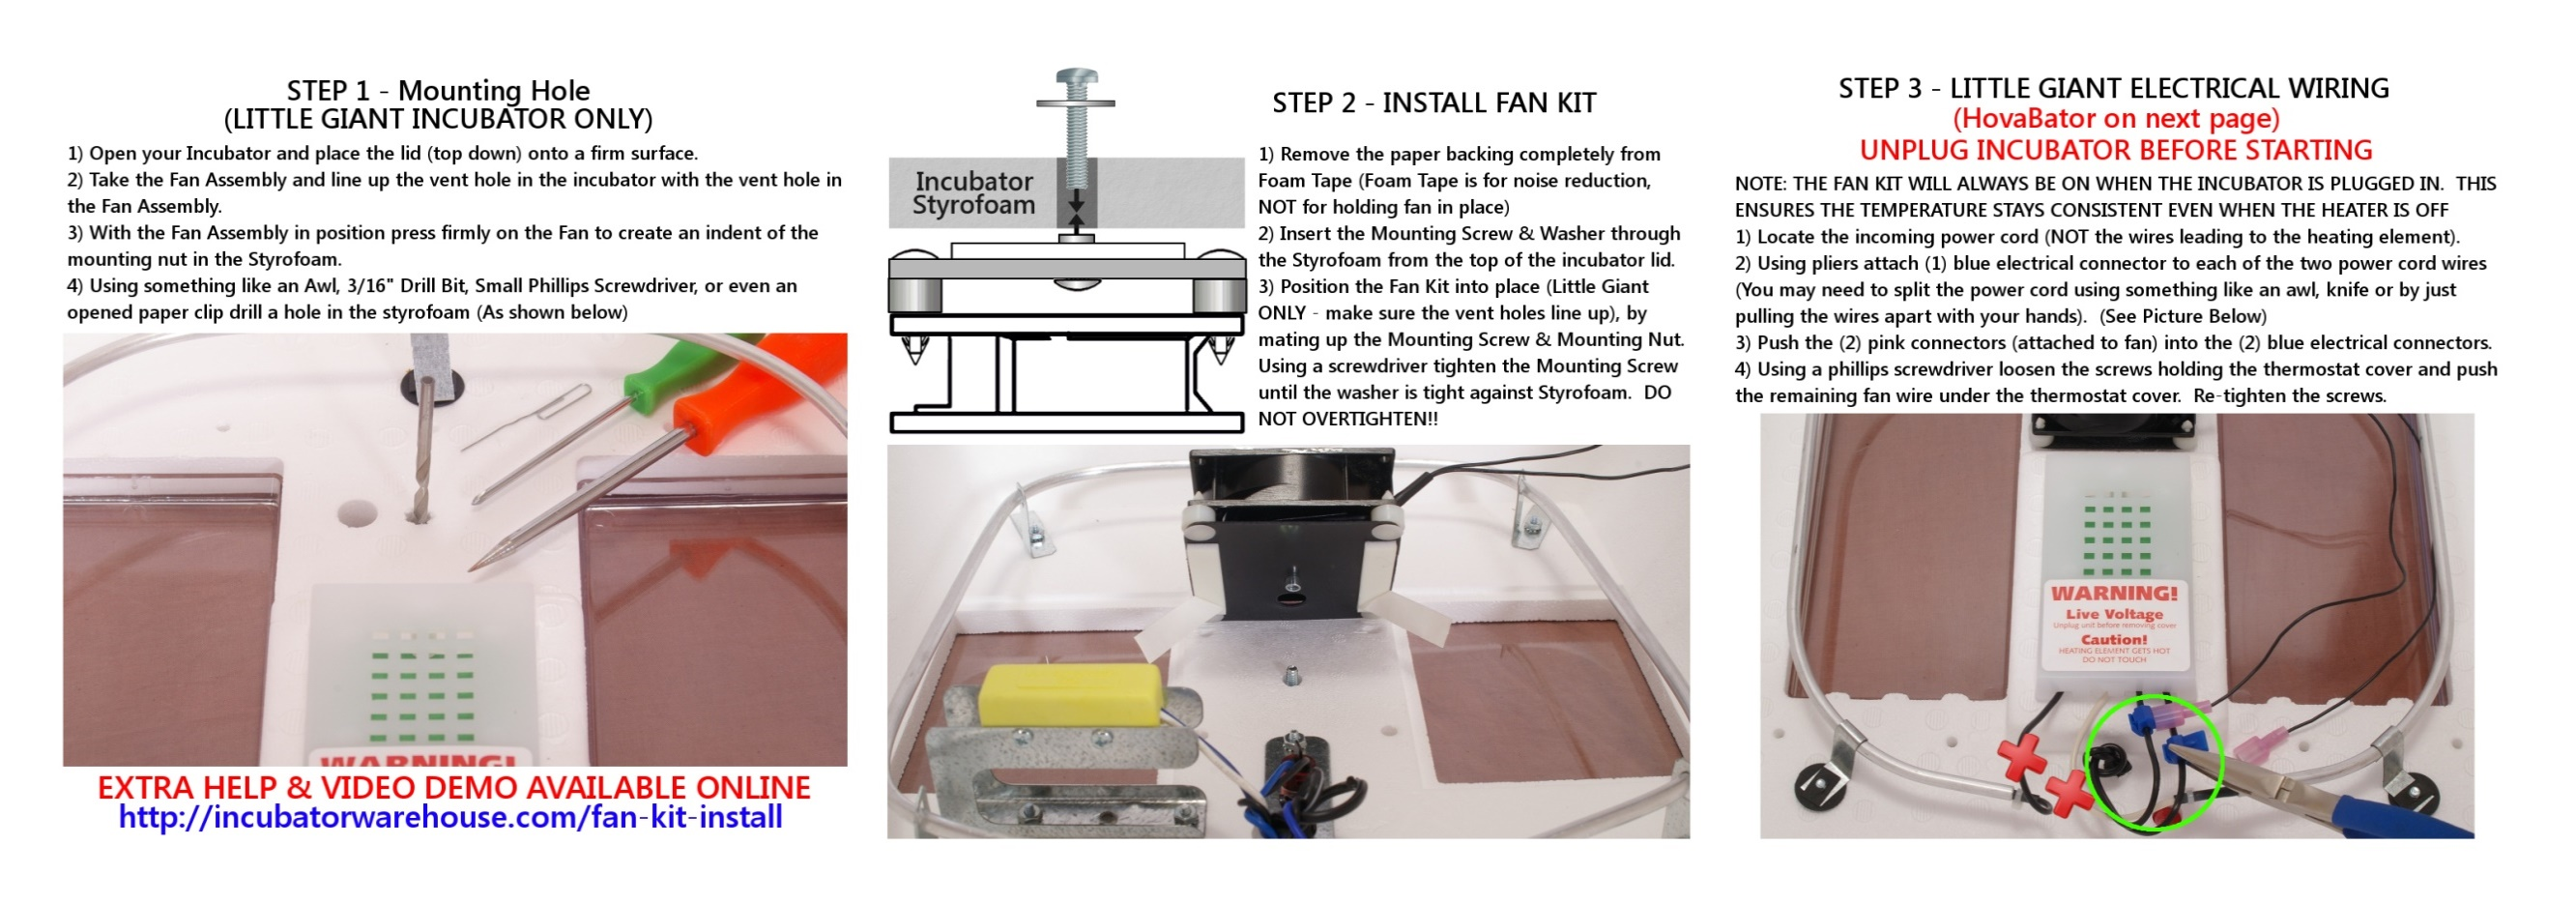 STEP 1 - Mounting Hole
(LITTLE GIANT INCUBATOR ONLY)
1) Open your Incubator and place the lid (top down) onto a firm surface.
2) Take the Fan Assembly and line up the vent hole in the incubator with the vent hole in
the Fan Assembly.
3) With the Fan Assembly in position press firmly on the Fan to create an indent of the
mounting nut in the Styrofoam.
4) Using something like an Awl, 3/16" Drill Bit, Small Phillips Screwdriver, or even an
opened paper clip drill a hole in the styrofoam (As shown below)
WARNING!
EXTRA HELP & VIDEO DEMO AVAILABLE ONLINE
http://incubatorwarehouse.com/fan-kit-install
Incubator
Styrofoam
STEP 2 - INSTALL FAN KIT
1) Remove the paper backing completely from
Foam Tape (Foam Tape is for noise reduction,
NOT for holding fan in place)
2) Insert the Mounting Screw & Washer through
the Styrofoam from the top of the incubator lid.
3) Position the Fan Kit into place (Little Giant
ONLY - make sure the vent holes line up), by
mating up the Mounting Screw & Mounting Nut.
Using a screwdriver tighten the Mounting Screw
until the washer is tight against Styrofoam.  DO
NOT OVERTIGHTEN!!
STEP 3 - LITTLE GIANT ELECTRICAL WIRING
(HovaBator on next page)
UNPLUG INCUBATOR BEFORE STARTING
NOTE: THE FAN KIT WILL ALWAYS BE ON WHEN THE INCUBATOR IS PLUGGED IN.  THIS
ENSURES THE TEMPERATURE STAYS CONSISTENT EVEN WHEN THE HEATER IS OFF
1) Locate the incoming power cord (NOT the wires leading to the heating element).
2) Using pliers attach (1) blue electrical connector to each of the two power cord wires
(You may need to split the power cord using something like an awl, knife or by just
pulling the wires apart with your hands).  (See Picture Below)
3) Push the (2) pink connectors (attached to fan) into the (2) blue electrical connectors.
4) Using a phillips screwdriver loosen the screws holding the thermostat cover and push
the remaining fan wire under the thermostat cover.  Re-tighten the screws.
WARNING!
Live Voltage
Unplug unit before removing cover
Caution!
HEATING ELEMENT GETS HOT
DO NOT TOUCH